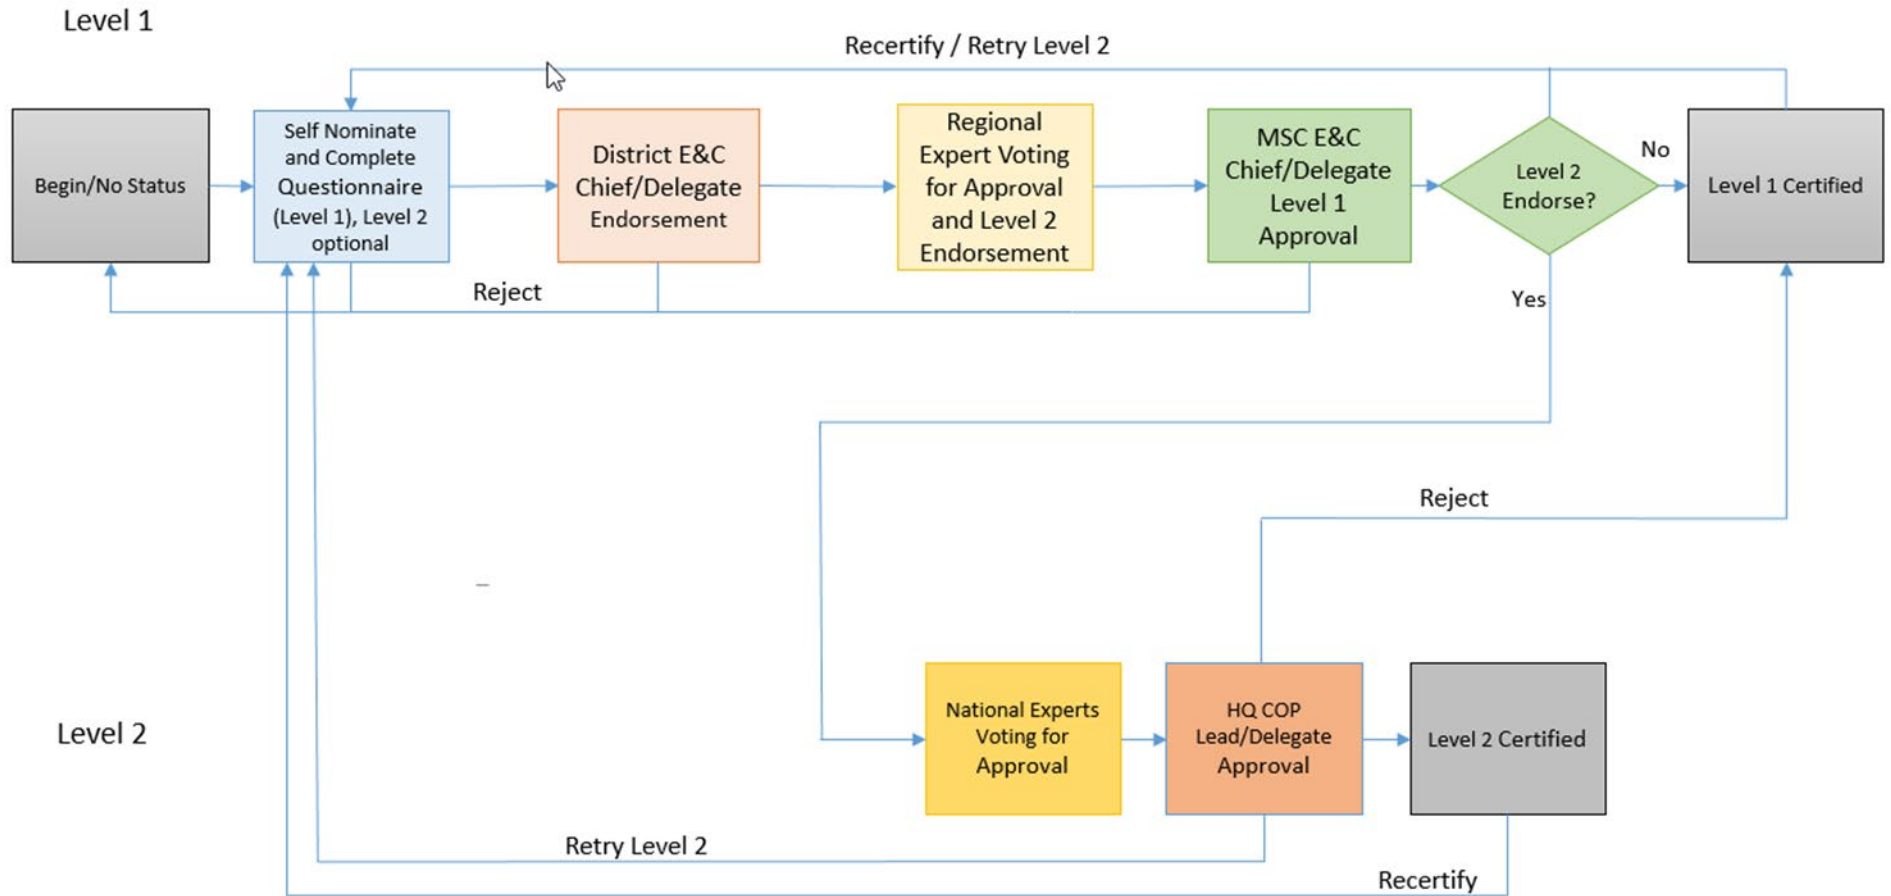 Level 1
Recertify / Retry Level 2
Begin/No Status
Self Nominate
and Complete
Questionnaire
(Level 1), Level 2
optional
District E&C
Chief/Delegate
Endorsement
Regional
Expert Voting
for Approval
and Level 2
Endorsement
MSC E&C
Chief/Delegate
Level 1
Approval
Level 2
Endorse?
No
Level 1 Certified
Reject
Yes
Reject
Level 2
National Experts
Voting for
Approval
HQ COP
Lead/Delegate
Approval
Level 2 Certified
Retry Level 2
Recertify